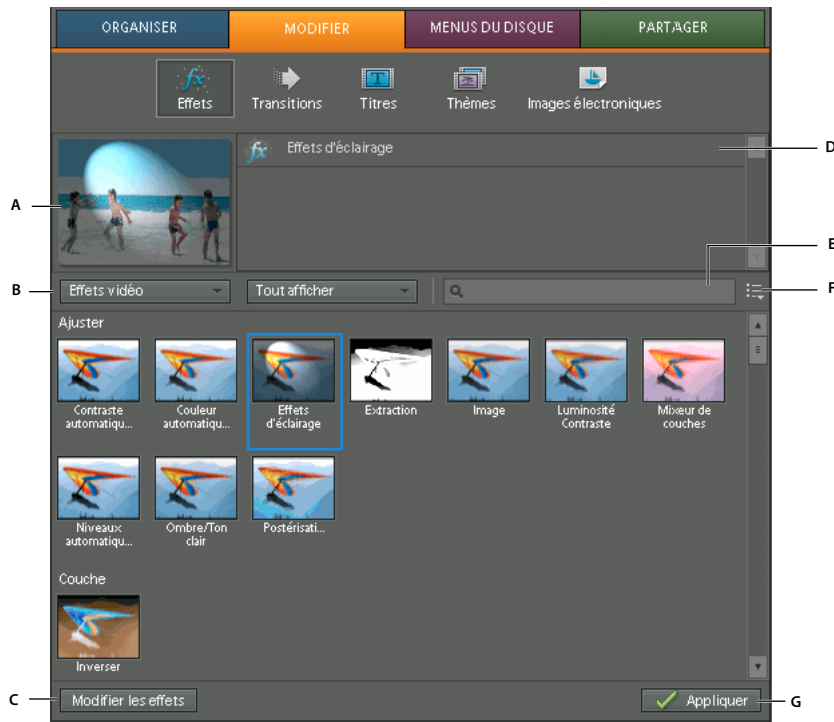 ORGANISER MODIFIER MENUS DU DISQUE PARTAGER
Effets Transitions Titres Thèmes Images électroniques
Effets d'éclairage
D
A
E
B
Effets vidéo Tout afficher
F
Ajuster
Contraste automatiqu... Couleur automatiqu... Effets d'éclairage Extraction Image Luminosité Contraste Mixeur de couches
Niveaux automatiqu... Ombre/Ton clair Postérisati...
Couche
Inverser
C
Modifier les effets
Appliquer
G